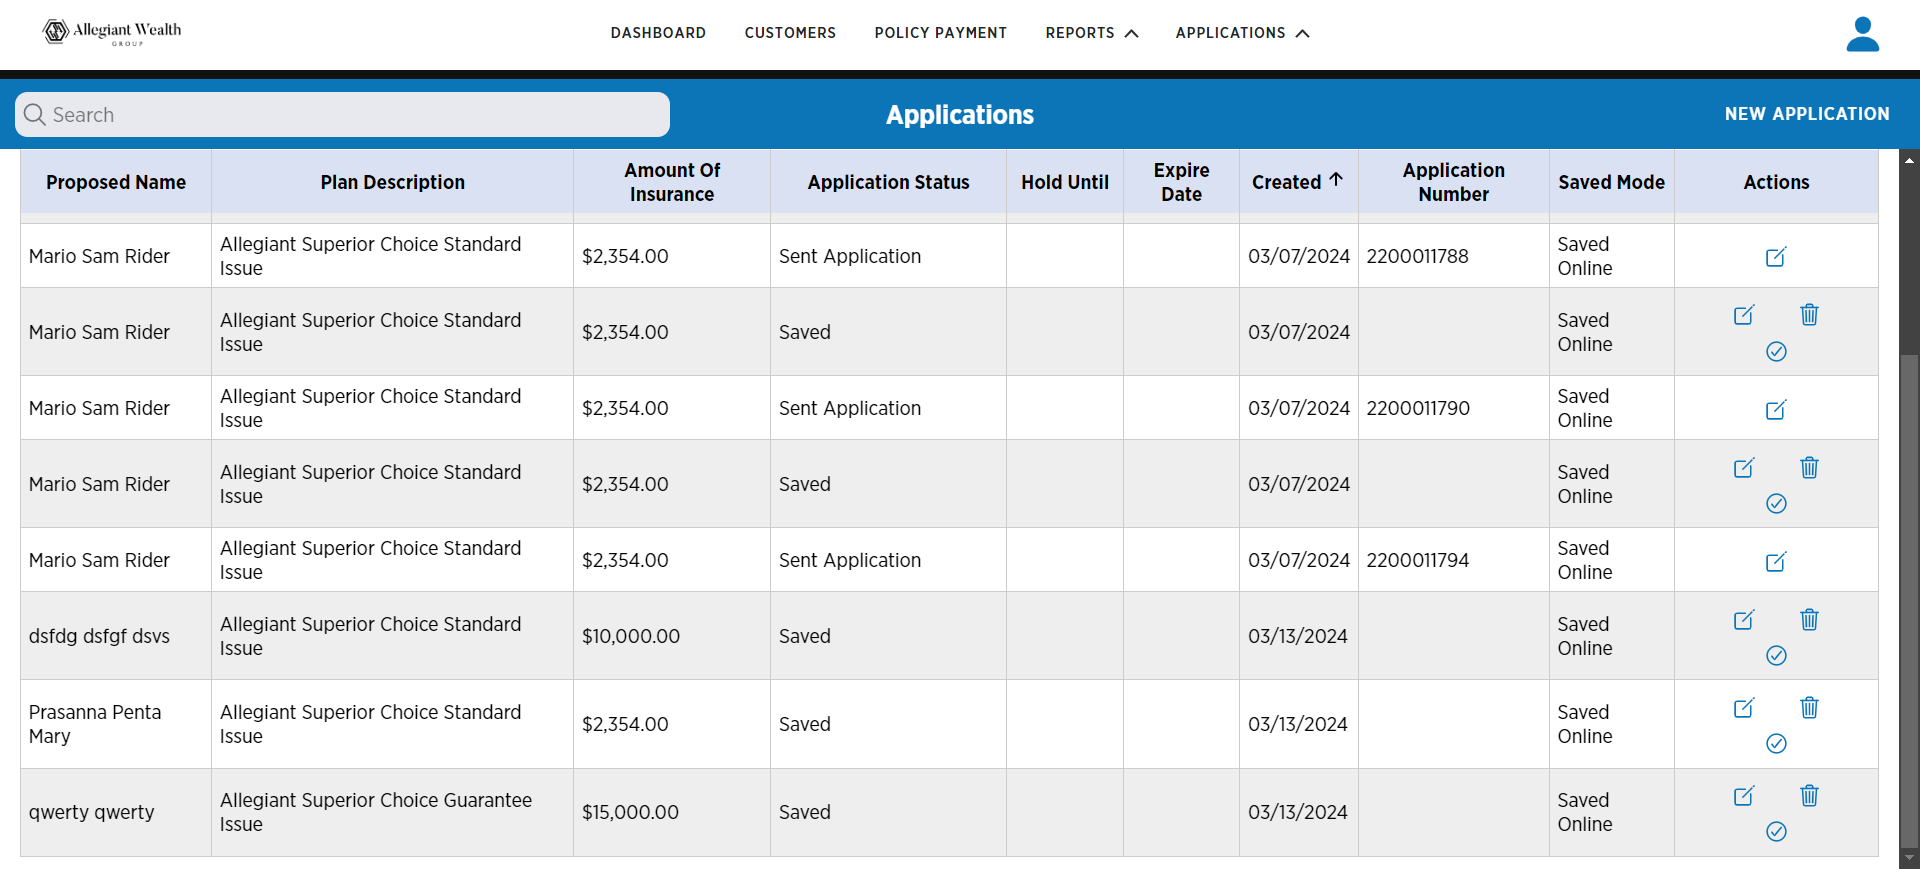 Allegiant Wealth
GROUP
DASHBOARD CUSTOMERS POLICY PAYMENT REPORTS APPLICATIONS
Search
Applications
NEW APPLICATION
Proposed Name Plan Description Amount Of Insurance Application Status Hold Until Expire Date Created Application Number Saved Mode Actions
Mario Sam Rider Allegiant Superior Choice Standard Issue $2,354.00 Sent Application 03/07/2024 2200011788 Saved Online
Mario Sam Rider Allegiant Superior Choice Standard Issue $2,354.00 Saved 03/07/2024 Saved Online
Mario Sam Rider Allegiant Superior Choice Standard Issue $2,354.00 Sent Application 03/07/2024 2200011790 Saved Online
Mario Sam Rider Allegiant Superior Choice Standard Issue $2,354.00 Saved 03/07/2024 Saved Online
Mario Sam Rider Allegiant Superior Choice Standard Issue $2,354.00 Sent Application 03/07/2024 2200011794 Saved Online
dsfdg dsfgf dsvs Allegiant Superior Choice Standard Issue $10,000.00 Saved 03/13/2024 Saved Online
Prasanna Penta Mary Allegiant Superior Choice Standard Issue $2,354.00 Saved 03/13/2024 Saved Online
qwerty qwerty Allegiant Superior Choice Guarantee Issue $15,000.00 Saved 03/13/2024 Saved Online